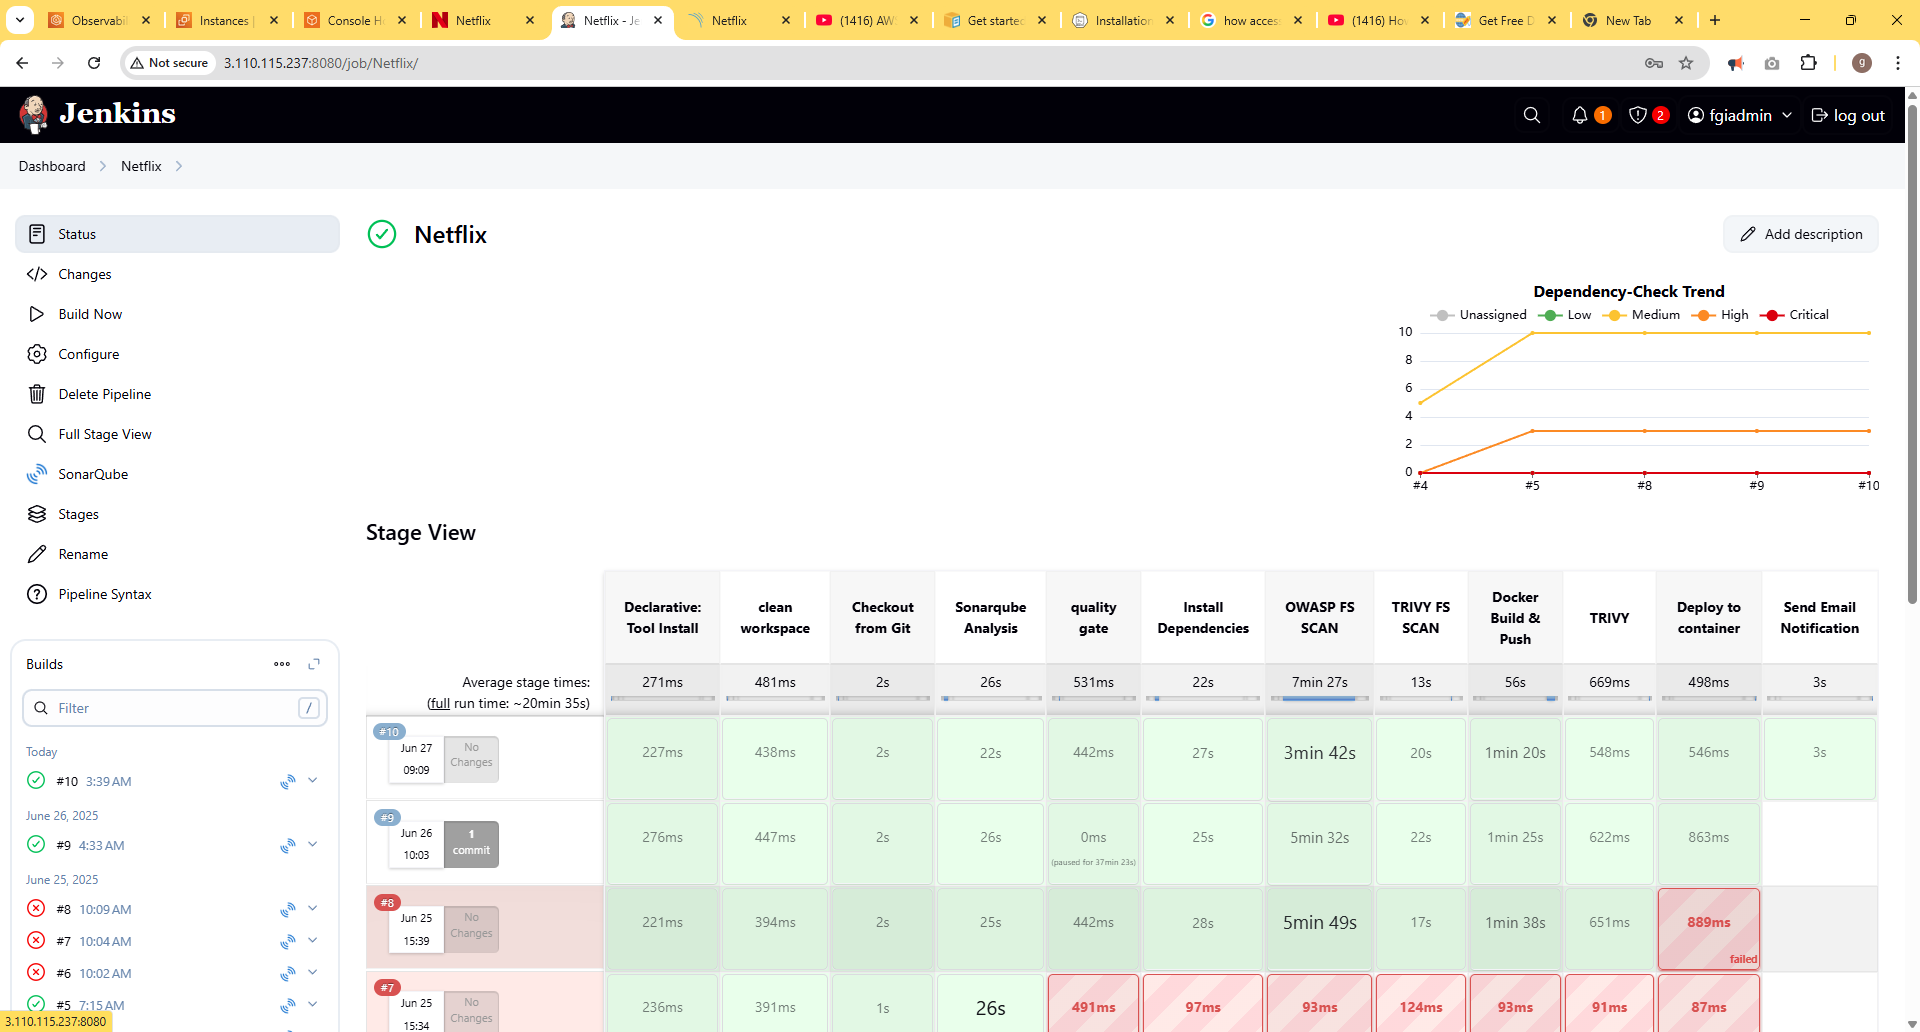 Observabil
Instances |
Console Ho
Netflix
Netflix - Je
Netflix
(1416) AWS
Get started
Installation
how access
(1416) How
Get Free D
New Tab
Not secure
3.110.115.237:8080/job/Netflix/
g
Jenkins
1
2
fgiadmin
log out
Dashboard
Netflix
Status
Changes
Build Now
Configure
Delete Pipeline
Full Stage View
SonarQube
Stages
Rename
Pipeline Syntax
Netflix
Add description
Dependency-Check Trend
Unassigned Low Medium High Critical
10
8
6
4
2
0
#4 #5 #8 #9 #10
Stage View
Declarative: Tool Install
clean workspace
Checkout from Git
Sonarqube Analysis
quality gate
Install Dependencies
OWASP FS SCAN
TRIVY FS SCAN
Docker Build & Push
TRIVY
Deploy to container
Send Email Notification
Average stage times:
(full run time: ~20min 35s)
271ms 481ms 2s 26s 531ms 22s 7min 27s 13s 56s 669ms 498ms 3s
#10
Jun 27
09:09
No Changes
227ms 438ms 2s 22s 442ms 27s 3min 42s 20s 1min 20s 548ms 546ms 3s
#9
Jun 26
10:03
1 commit
276ms 447ms 2s 26s 0ms 25s 5min 32s 22s 1min 25s 622ms 863ms
(paused for 37min 23s)
#8
Jun 25
15:39
No Changes
221ms 394ms 2s 25s 442ms 28s 5min 49s 17s 1min 38s 651ms 889ms
failed
#7
Jun 25
15:34
No Changes
236ms 391ms 1s 26s 491ms 97ms 93ms 124ms 93ms 91ms 87ms
Builds
Filter
/
Today
#10 3:39 AM
June 26, 2025
#9 4:33 AM
June 25, 2025
#8 10:09 AM
#7 10:04 AM
#6 10:02 AM
#5 7:15 AM
3.110.115.237:8080